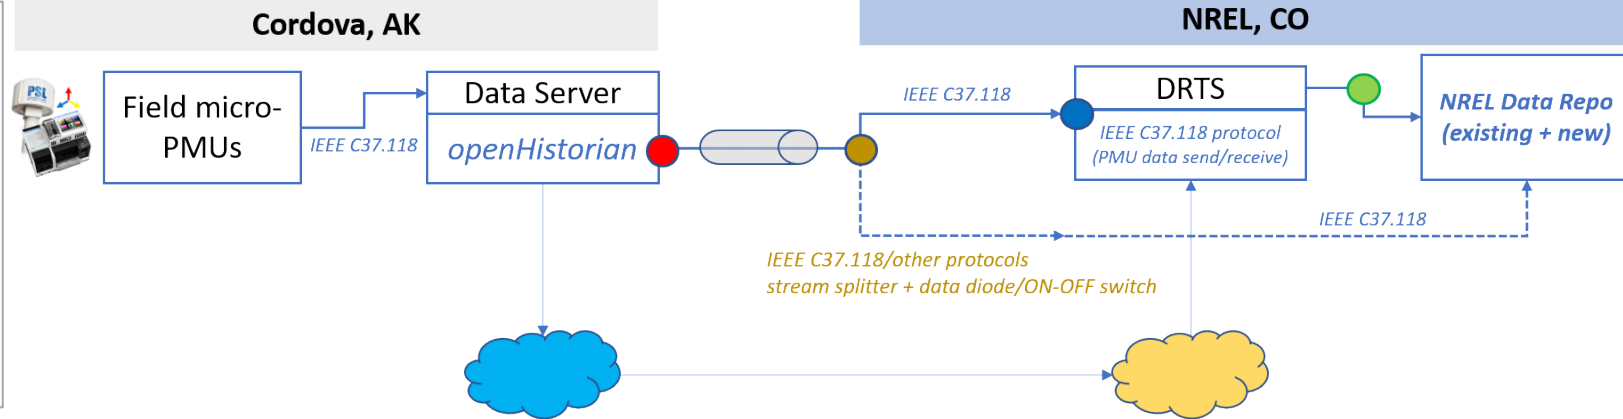 Cordova, AK
NREL, CO
PSL
Field micro-
PMUs
IEEE C37.118
Data Server
openHistorian
IEEE C37.118
DRTS
IEEE C37.118 protocol
(PMU data send/receive)
NREL Data Repo
(existing + new)
IEEE C37.118
IEEE C37.118/other protocols
stream splitter + data diode/ON-OFF switch